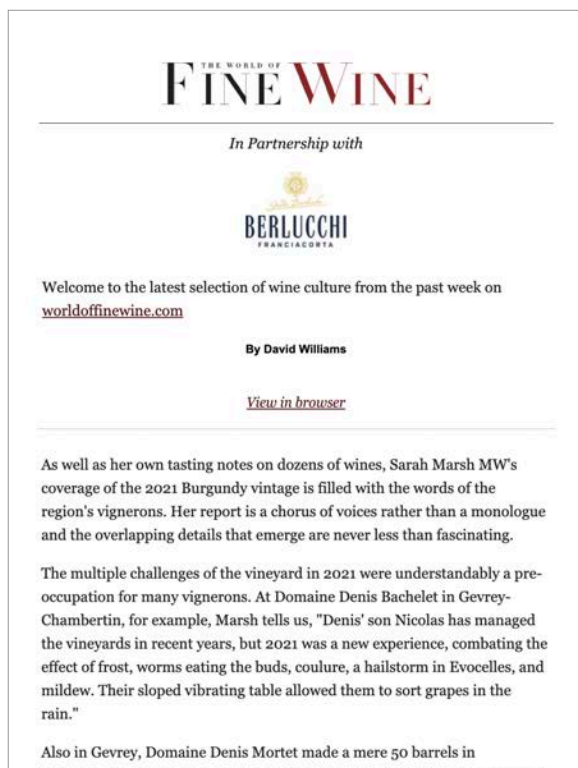 THE WORLD OF
FINE WINE
In Partnership with
BERLUCCHI
FRANCIACORTA
Welcome to the latest selection of wine culture from the past week on
worldoffinewine.com
By David Williams
View in browser
As well as her own tasting notes on dozens of wines, Sarah Marsh MW's
coverage of the 2021 Burgundy vintage is filled with the words of the
region's vignerons. Her report is a chorus of voices rather than a monologue
and the overlapping details that emerge are never less than fascinating.
The multiple challenges of the vineyard in 2021 were understandably a pre-
occupation for many vignerons. At Domaine Denis Bachelet in Gevrey-
Chambertin, for example, Marsh tells us, "Denis' son Nicolas has managed
the vineyards in recent years, but 2021 was a new experience, combating the
effect of frost, worms eating the buds, coulure, a hailstorm in Evocelles, and
mildew. Their sloped vibrating table allowed them to sort grapes in the
rain."
Also in Gevrey, Domaine Denis Mortet made a mere 50 barrels in